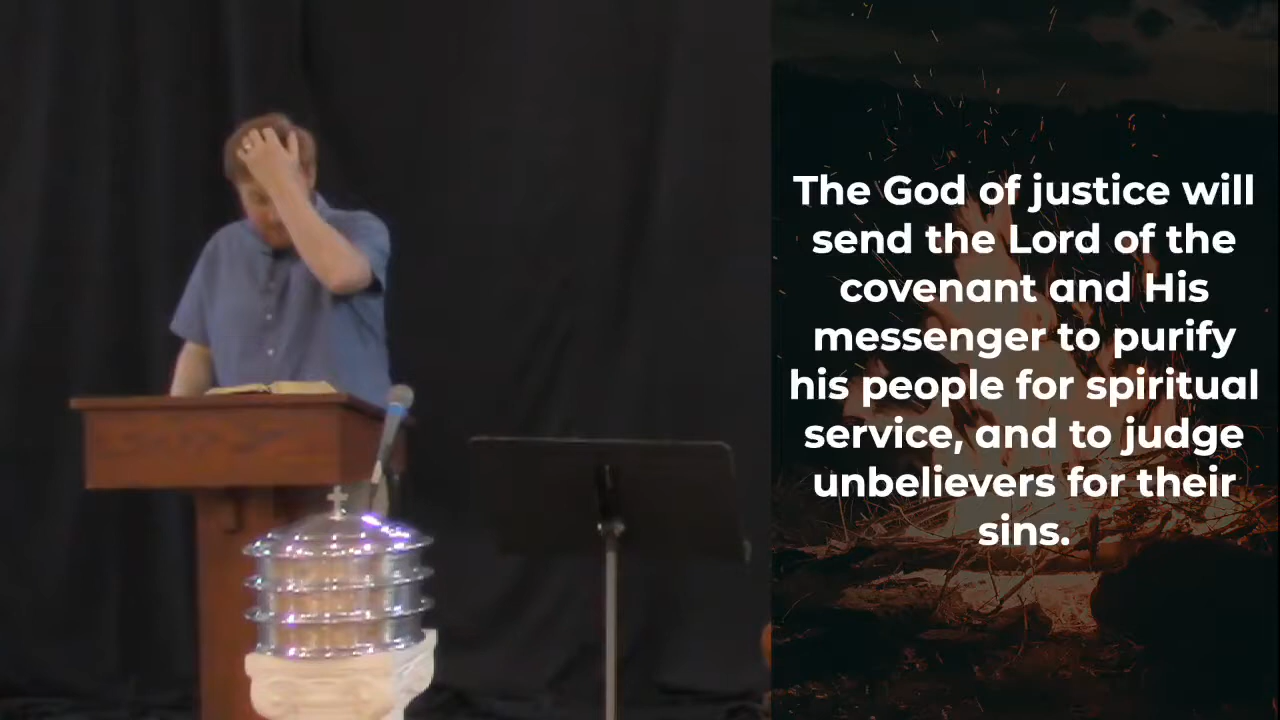 The God of justice will
send the Lord of the
covenant and His
messenger to purify
his people for spiritual
service, and to judge
unbelievers for their
sins.